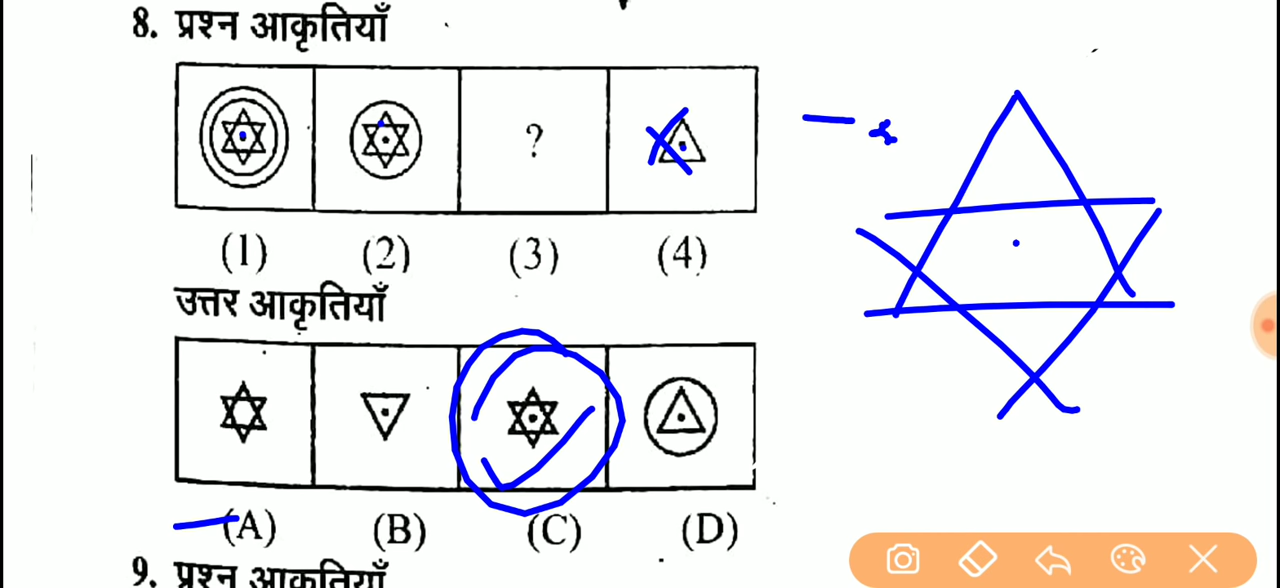 8. प्रश्न आकृतियाँ
?
(1) (2) (3) (4)
उत्तर आकृतियाँ
(A) (B) (C) (D)
9. प्रश्न आकृतियाँ